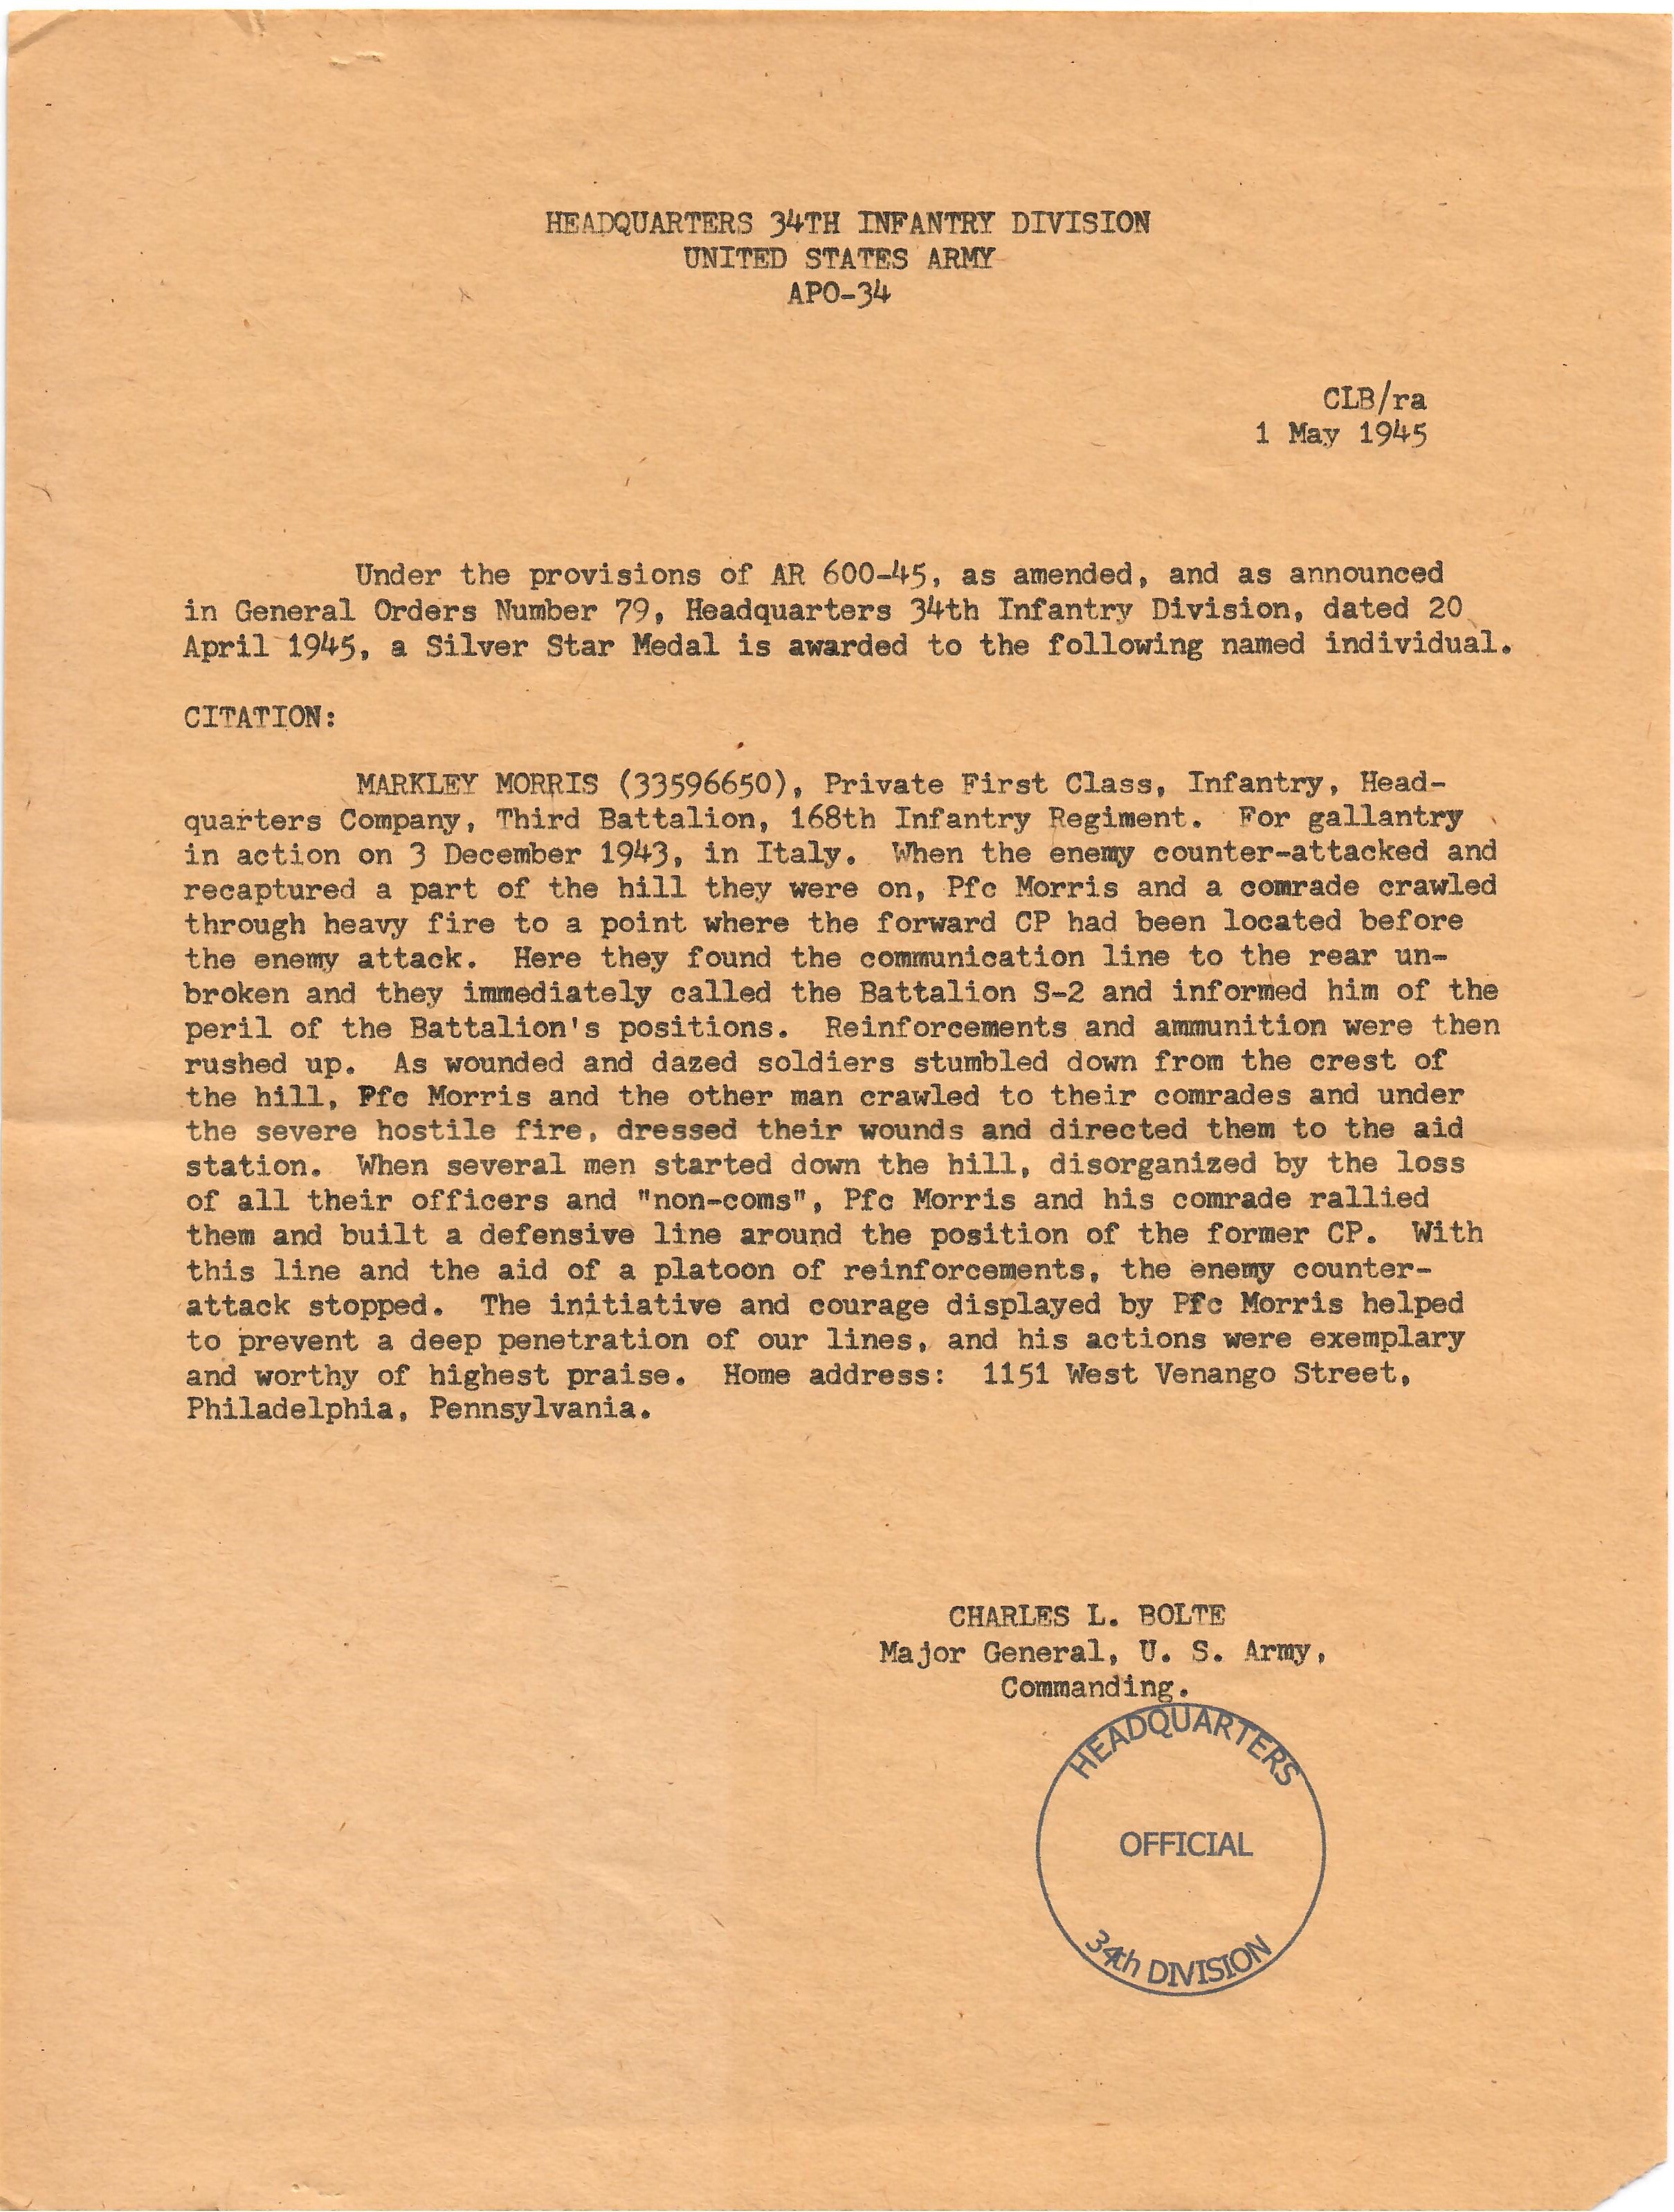 HEADQUARTERS 34TH INFANTRY DIVISION
UNITED STATES ARMY
APO-34
CLB/ra
1 May 1945
Under the provisions of AR 600-45, as amended, and as announced
in General Orders Number 79, Headquarters 34th Infantry Division, dated 20
April 1945, a Silver Star Medal is awarded to the following named individual.
CITATION:
MARKLEY MORRIS (33596650), Private First Class, Infantry, Head-
quarters Company, Third Battalion, 168th Infantry Regiment. For gallantry
in action on 3 December 1943, in Italy. When the enemy counter-attacked and
recaptured a part of the hill they were on, Pfc Morris and a comrade crawled
through heavy fire to a point where the forward CP had been located before
the enemy attack. Here they found the communication line to the rear un-
broken and they immediately called the Battalion S-2 and informed him of the
peril of the Battalion's positions. Reinforcements and ammunition were then
rushed up. As wounded and dazed soldiers stumbled down from the crest of
the hill, Pfc Morris and the other man crawled to their comrades and under
the severe hostile fire, dressed their wounds and directed them to the aid
station. When several men started down the hill, disorganized by the loss
of all their officers and "non-coms", Pfc Morris and his comrade rallied
them and built a defensive line around the position of the former CP. With
this line and the aid of a platoon of reinforcements, the enemy counter-
attack stopped. The initiative and courage displayed by Pfc Morris helped
to prevent a deep penetration of our lines, and his actions were exemplary
and worthy of highest praise. Home address: 1151 West Venango Street,
Philadelphia, Pennsylvania.
CHARLES L. BOLTE
Major General, U. S. Army,
Commanding.
HEADQUARTERS
OFFICIAL
34th DIVISION